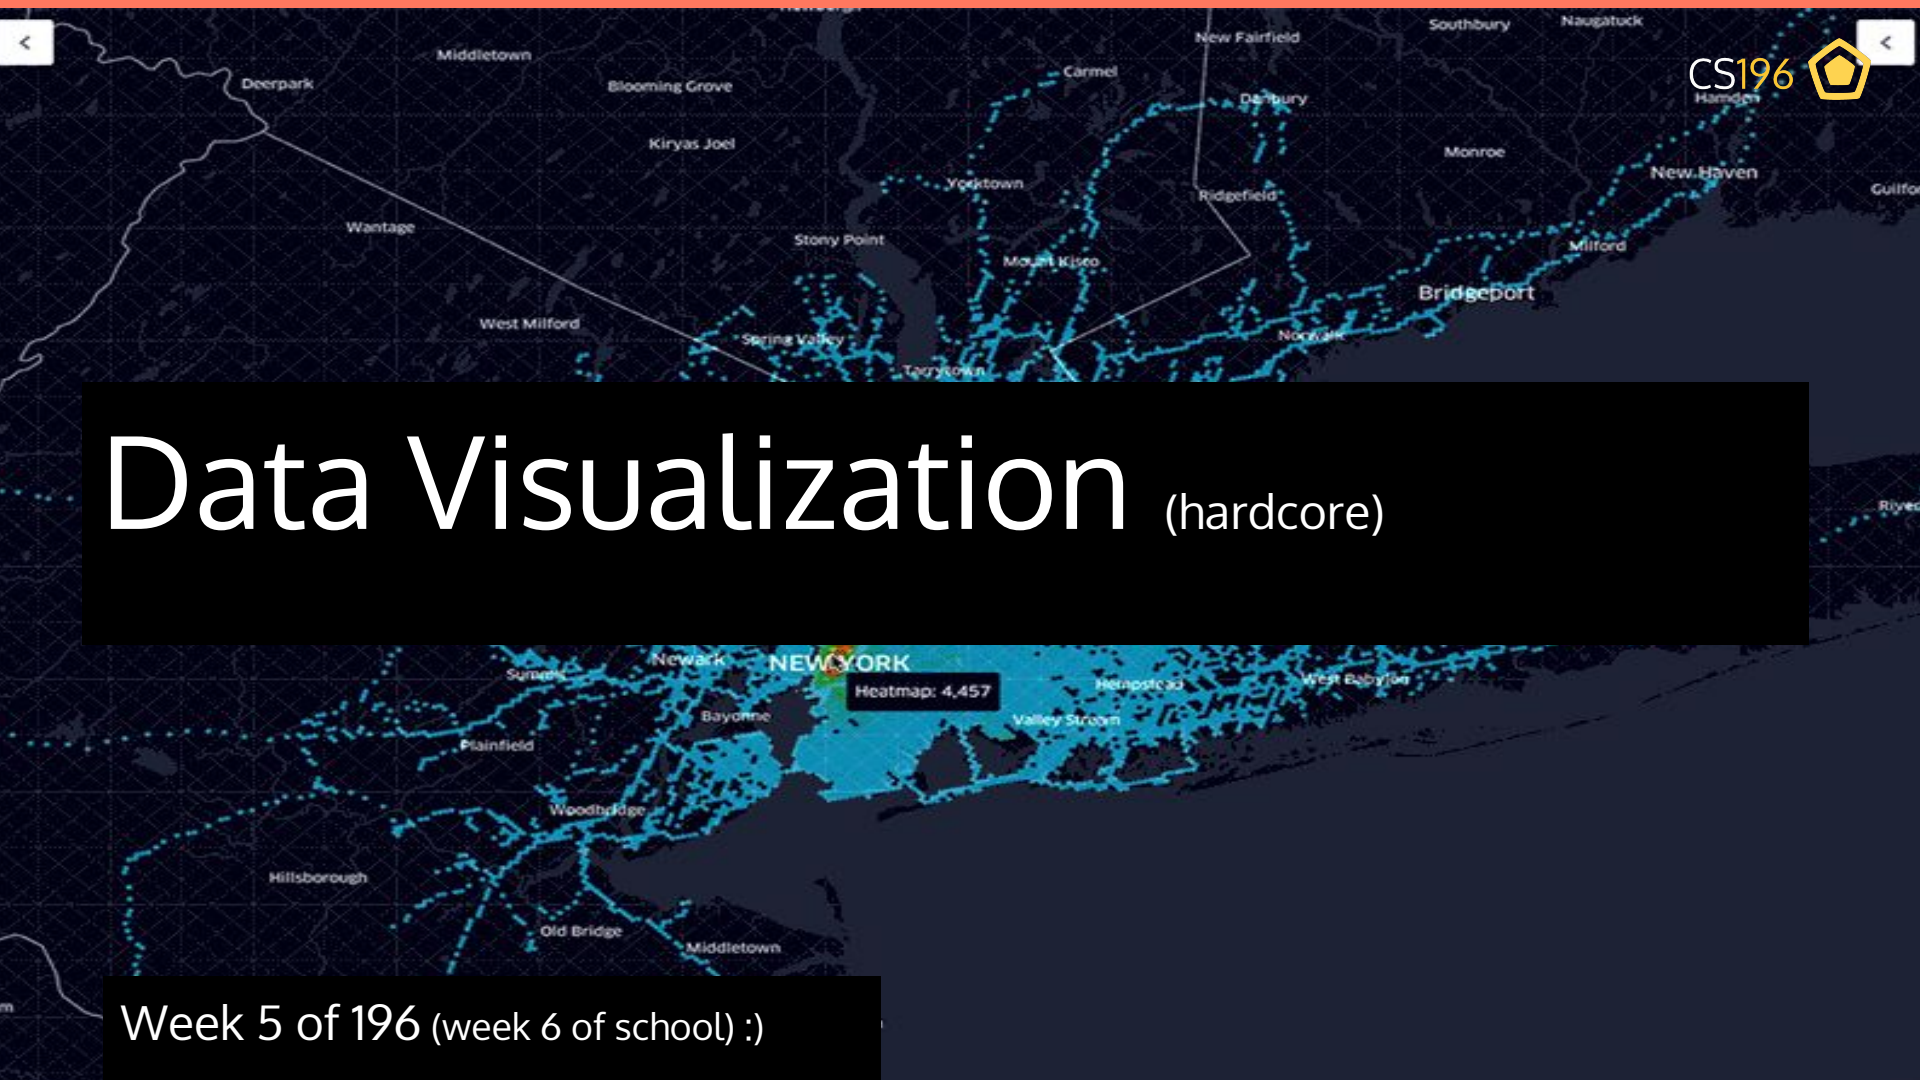 Southbury
Naugatuck
New Fairfield
<
Middletown
Carmel
<
CS196
Deerpark
Blooming Grove
Danbury
Hamden
Kiryas Joel
Monroe
New Haven
Yorktown
Ridgefield
Wantage
Stony Point
Milford
Mount Kisco
Bridgeport
West Milford
Spring Valley
Norwalk
Tarrytown
Data Visualization (hardcore)
Newark
NEW YORK
Summit
Hempstead
West Babylon
Heatmap: 4,457
Bayonne
Valley Stream
Plainfield
Woodbridge
Hillsborough
Old Bridge
Middletown
Week 5 of 196 (week 6 of school) :)